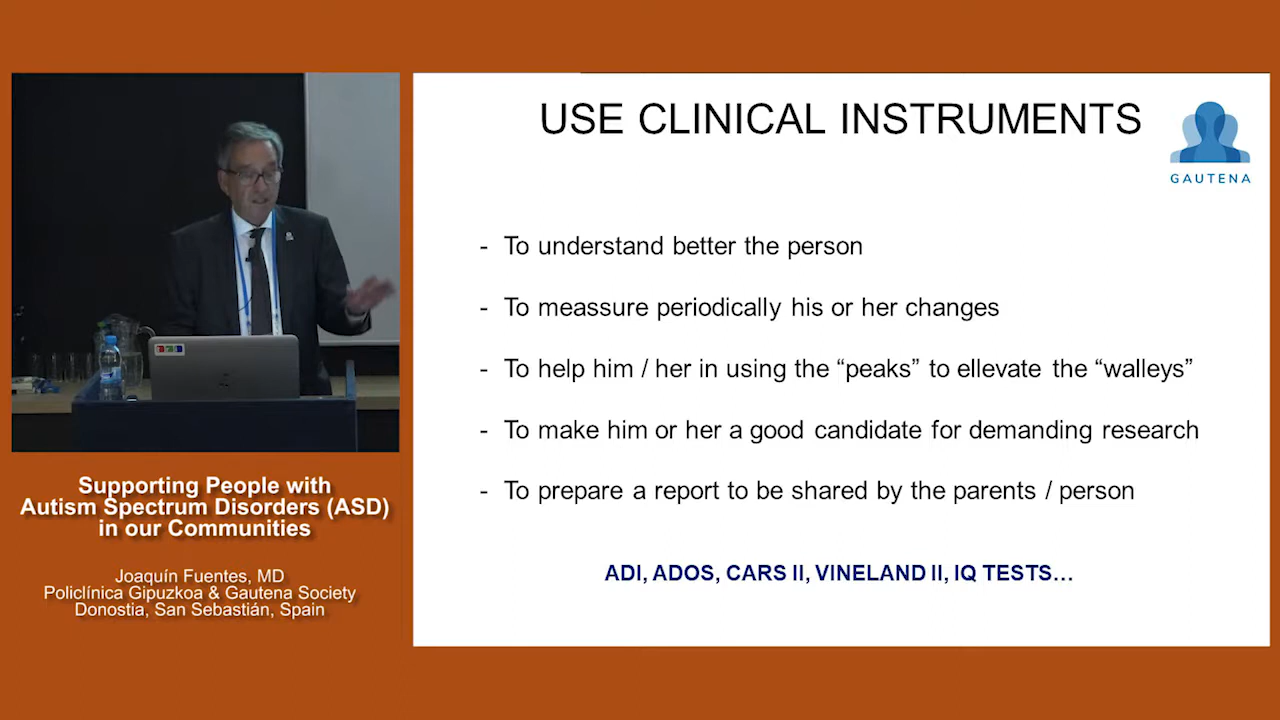 USE CLINICAL INSTRUMENTS
GAUTENA
- To understand better the person
- To meassure periodically his or her changes
- To help him / her in using the “peaks” to ellevate the “walleys”
- To make him or her a good candidate for demanding research
- To prepare a report to be shared by the parents / person
ADI, ADOS, CARS II, VINELAND II, IQ TESTS…
Supporting People with
Autism Spectrum Disorders (ASD)
in our Communities
Joaquín Fuentes, MD
Policlínica Gipuzkoa & Gautena Society
Donostia, San Sebastián, Spain